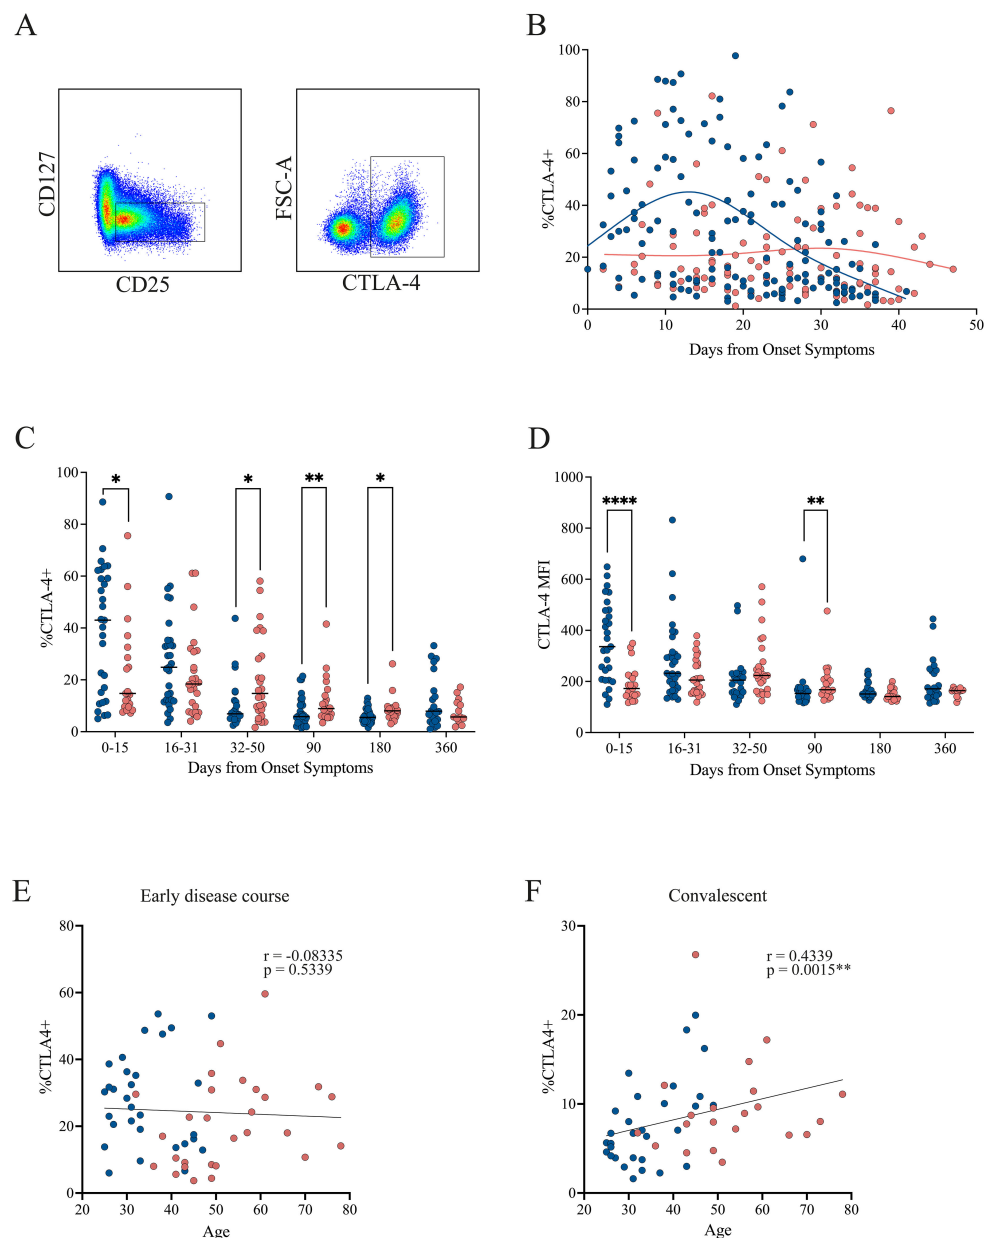 A
CD127
CD25
FSC-A
CTLA-4
B
%CTLA-4+
100
80
60
40
20
0
0 10 20 30 40 50
Days from Onset Symptoms
C
%CTLA-4+
100
80
60
40
20
0
* * ** *
0-15 16-31 32-50 90 180 360
Days from Onset Symptoms
D
CTLA-4 MFI
1000
800
600
400
200
0
**** **
0-15 16-31 32-50 90 180 360
Days from Onset Symptoms
E
Early disease course
%CTLA4+
80
60
40
20
0
r = -0.08335
p = 0.5339
20 30 40 50 60 70 80
Age
F
Convalescent
%CTLA4+
30
20
10
0
r = 0.4339
p = 0.0015**
20 30 40 50 60 70 80
Age